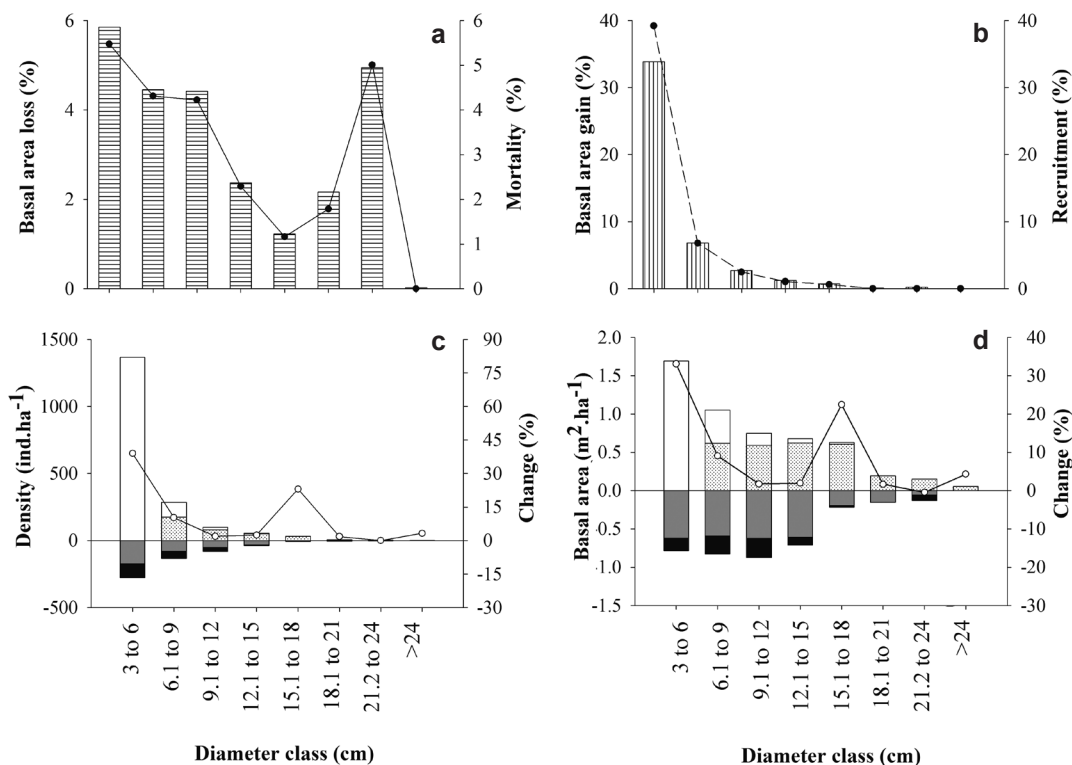 a
6
4
2
0
Basal area loss (%)
6
5
4
3
2
1
0
Mortality (%)
b
40
30
20
10
0
Basal area gain (%)
40
30
20
10
0
Recruitment (%)
c
1500
1000
500
0
-500
Density (ind.ha⁻¹)
90
75
60
45
30
15
0
-15
-30
Change (%)
3 to 6
6.1 to 9
9.1 to 12
12.1 to 15
15.1 to 18
18.1 to 21
21.2 to 24
>24
Diameter class (cm)
d
2.0
1.5
1.0
0.5
0.0
-0.5
-1.0
-1.5
Basal area (m².ha⁻¹)
40
30
20
10
0
-10
-20
-30
Change (%)
3 to 6
6.1 to 9
9.1 to 12
12.1 to 15
15.1 to 18
18.1 to 21
21.2 to 24
>24
Diameter class (cm)